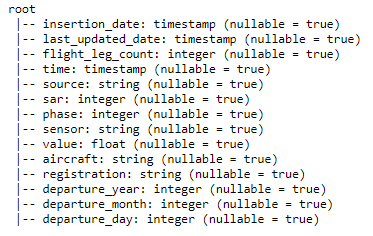 root
|-- insertion_date: timestamp (nullable = true)
|-- last_updated_date: timestamp (nullable = true)
|-- flight_leg_count: integer (nullable = true)
|-- time: timestamp (nullable = true)
|-- source: string (nullable = true)
|-- sar: integer (nullable = true)
|-- phase: integer (nullable = true)
|-- sensor: string (nullable = true)
|-- value: float (nullable = true)
|-- aircraft: string (nullable = true)
|-- registration: string (nullable = true)
|-- departure_year: integer (nullable = true)
|-- departure_month: integer (nullable = true)
|-- departure_day: integer (nullable = true)